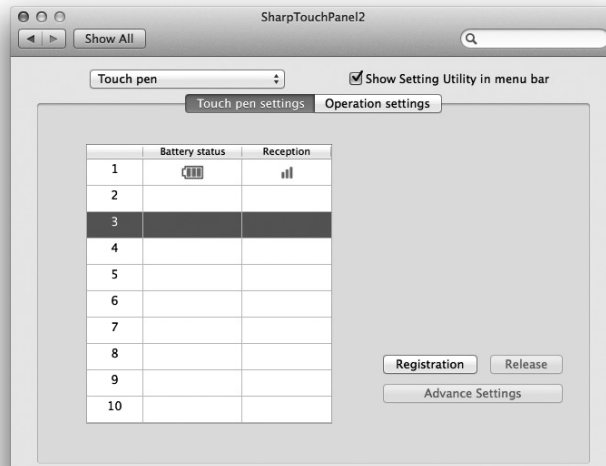 SharpTouchPanel2
Show All
Touch pen
Show Setting Utility in menu bar
Touch pen settings Operation settings
Battery status Reception
1
2
3
4
5
6
7
8
9
10
Registration Release
Advance Settings